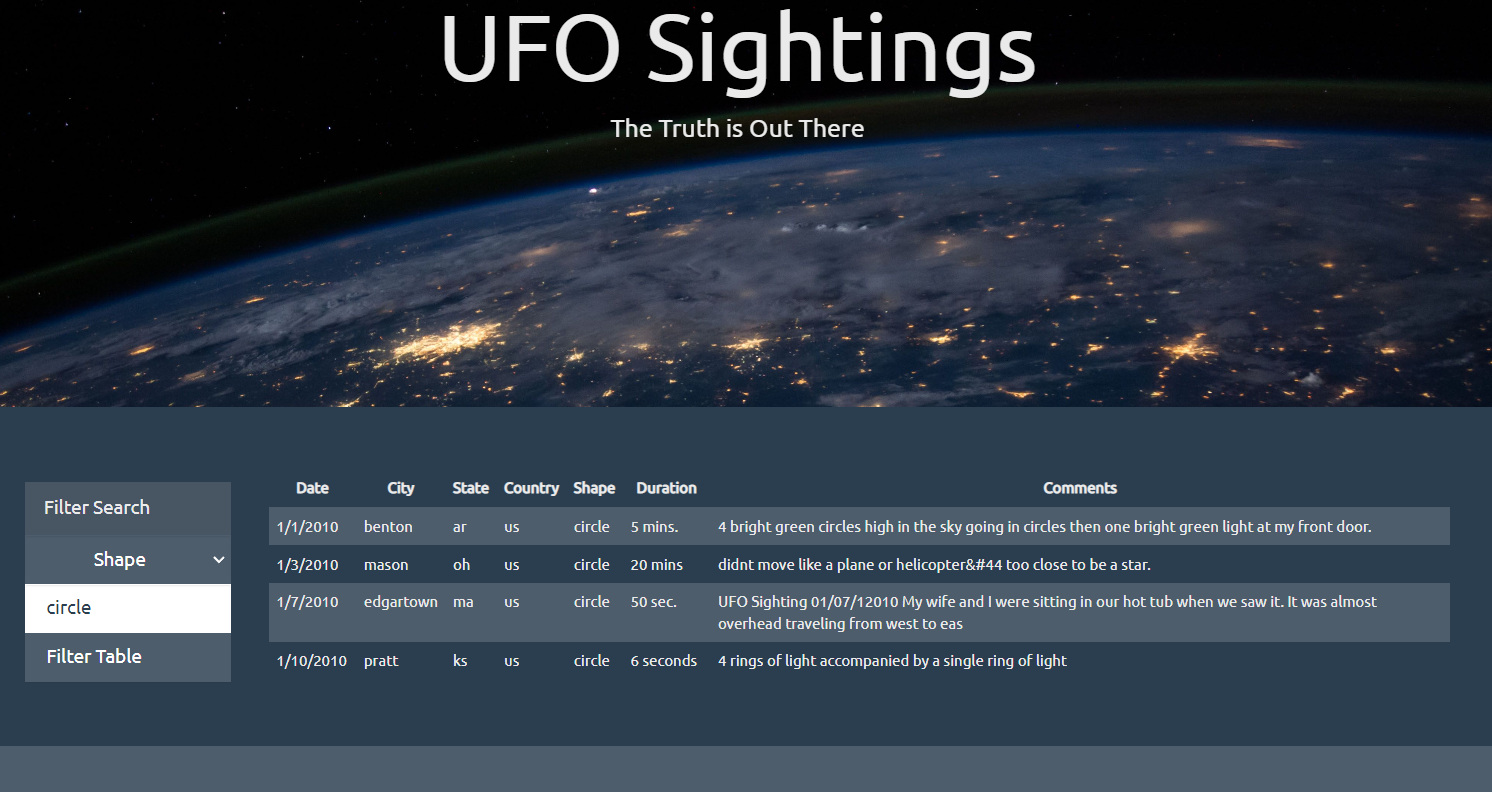 UFO Sightings
The Truth is Out There
Filter Search
Shape
circle
Filter Table
Date City State Country Shape Duration Comments
1/1/2010 benton ar us circle 5 mins. 4 bright green circles high in the sky going in circles then one bright green light at my front door.
1/3/2010 mason oh us circle 20 mins didnt move like a plane or helicopter&#44 too close to be a star.
1/7/2010 edgartown ma us circle 50 sec. UFO Sighting 01/07/12010 My wife and I were sitting in our hot tub when we saw it. It was almost
overhead traveling from west to eas
1/10/2010 pratt ks us circle 6 seconds 4 rings of light accompanied by a single ring of light